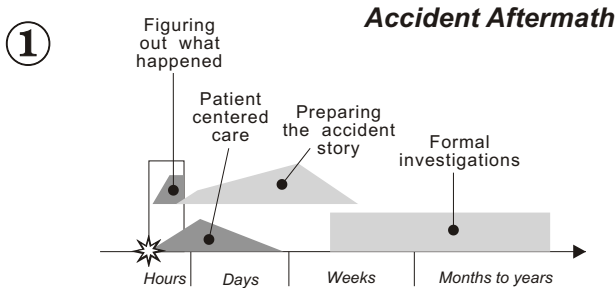 Accident Aftermath
①
Figuring
out what
happened
Patient
centered
care
Preparing
the accident
story
Formal
investigations
Hours
Days
Weeks
Months to years